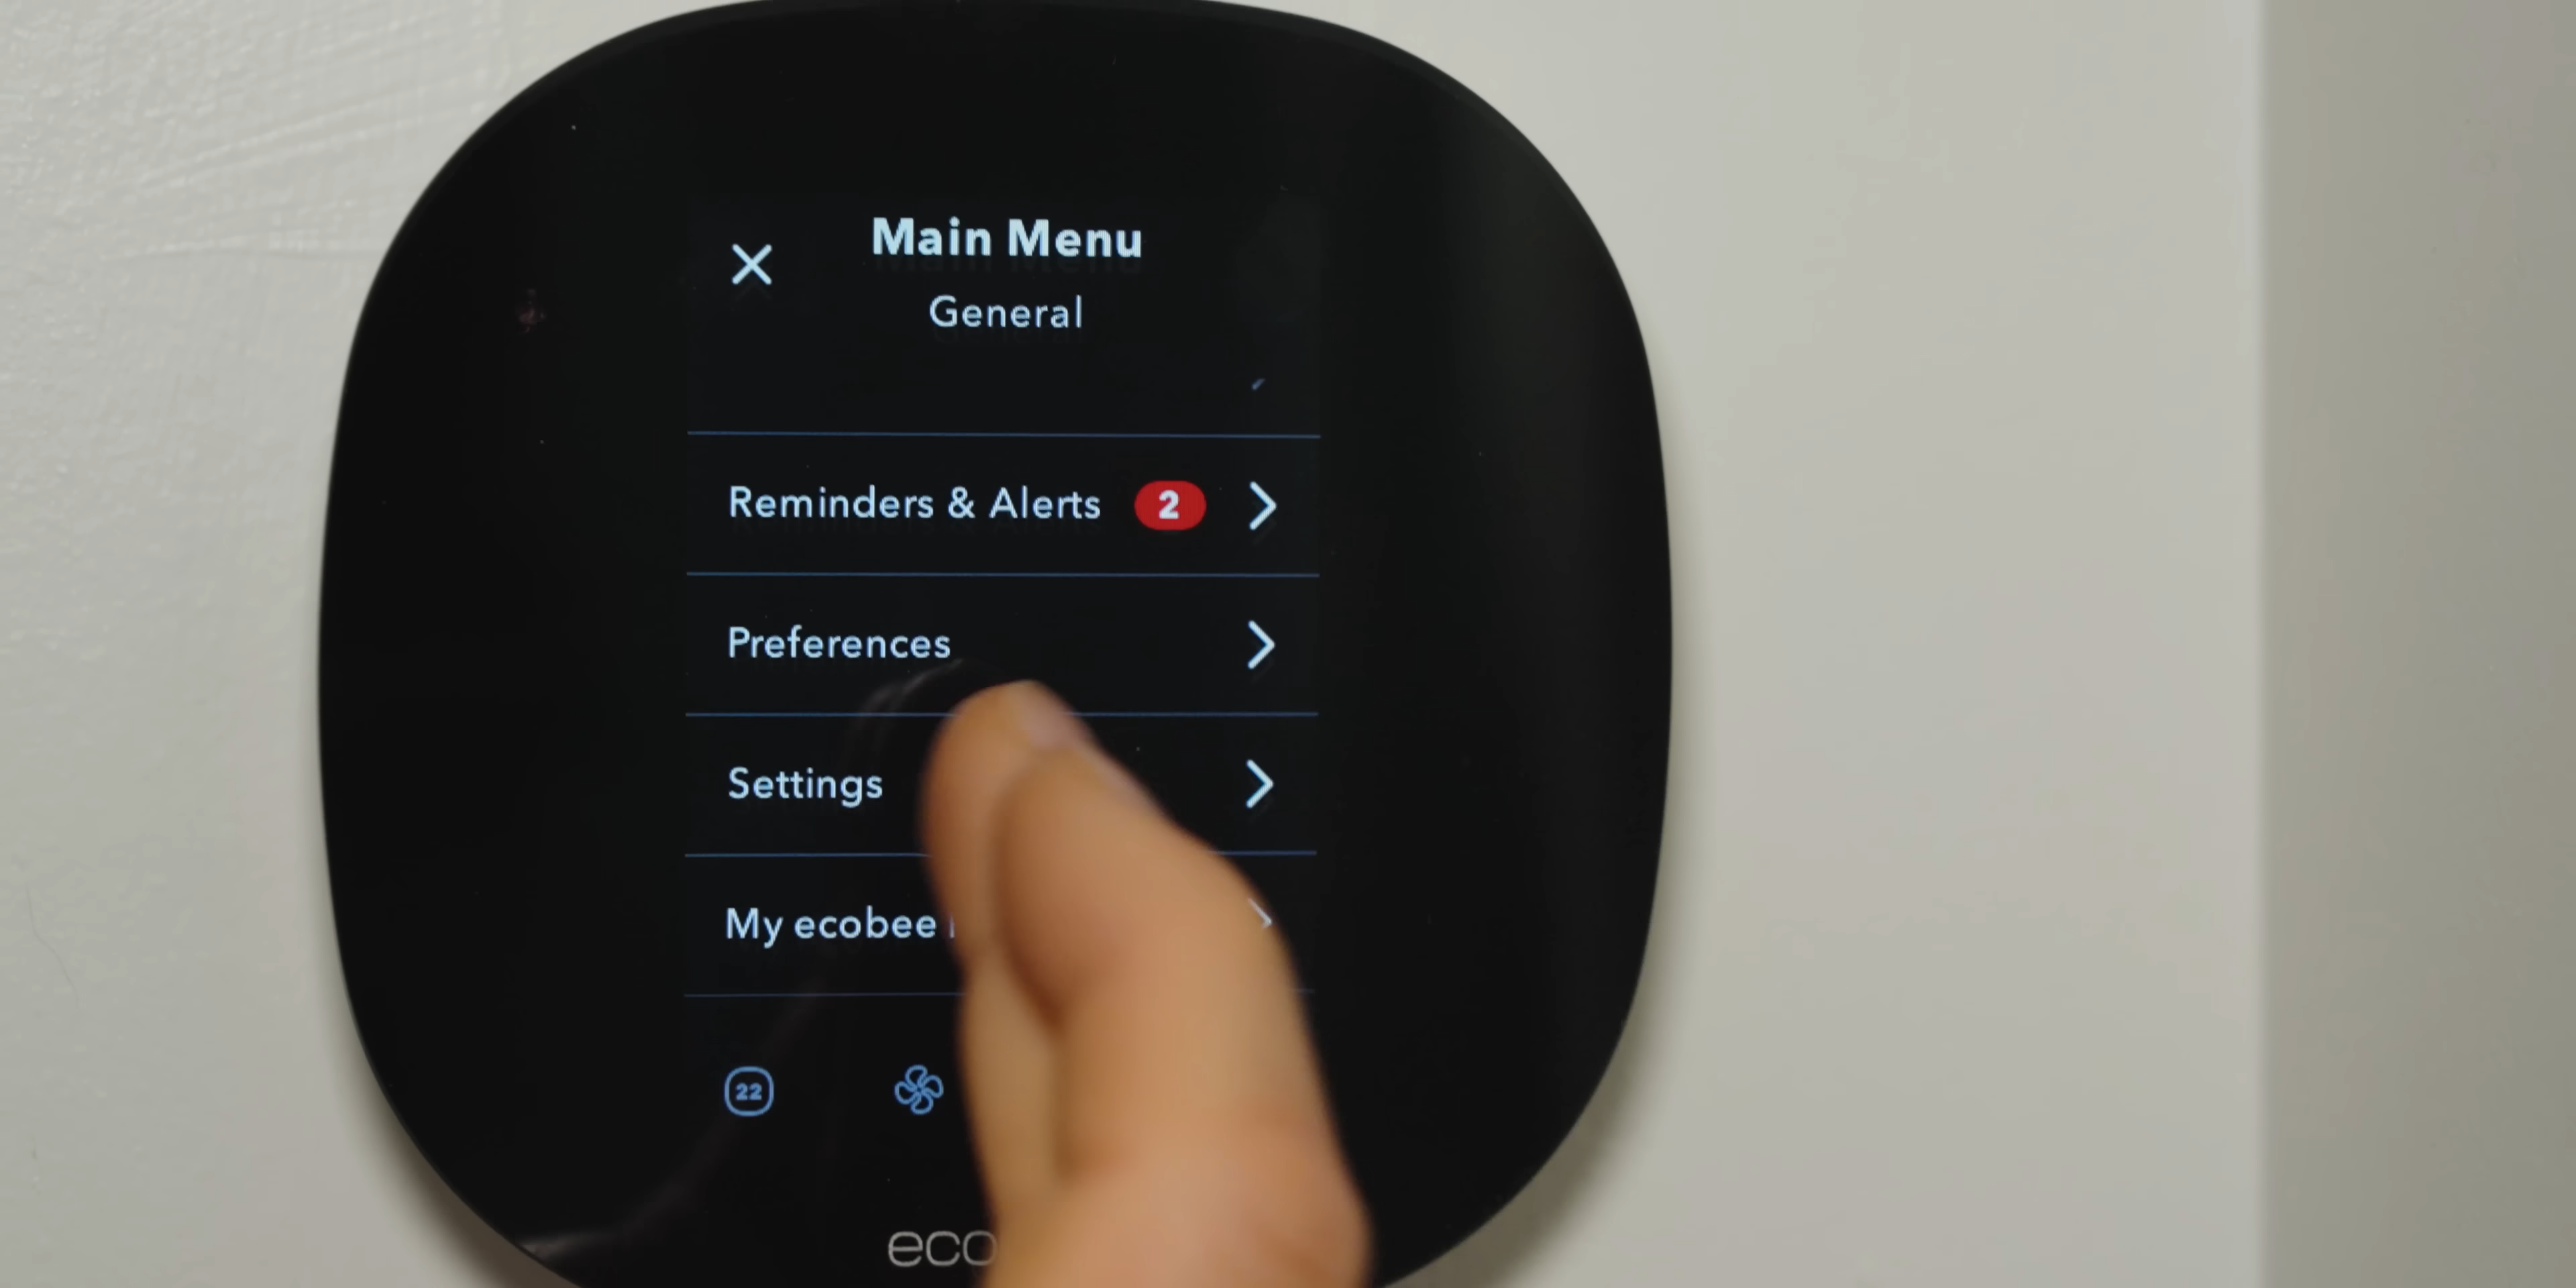 Main Menu
General
Reminders & Alerts 2
Preferences
Settings
My ecobee
22
eco